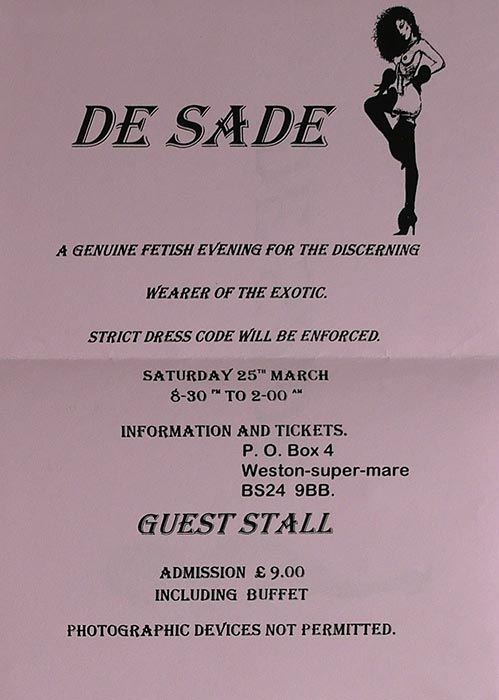 DE SADE
A GENUINE FETISH EVENING FOR THE DISCERNING
WEARER OF THE EXOTIC.
STRICT DRESS CODE WILL BE ENFORCED.
SATURDAY 25TH MARCH
8-30 PM TO 2-00 AM
INFORMATION AND TICKETS.
P. O. Box 4
Weston-super-mare
BS24 9BB.
GUEST STALL
ADMISSION £9.00
INCLUDING BUFFET
PHOTOGRAPHIC DEVICES NOT PERMITTED.